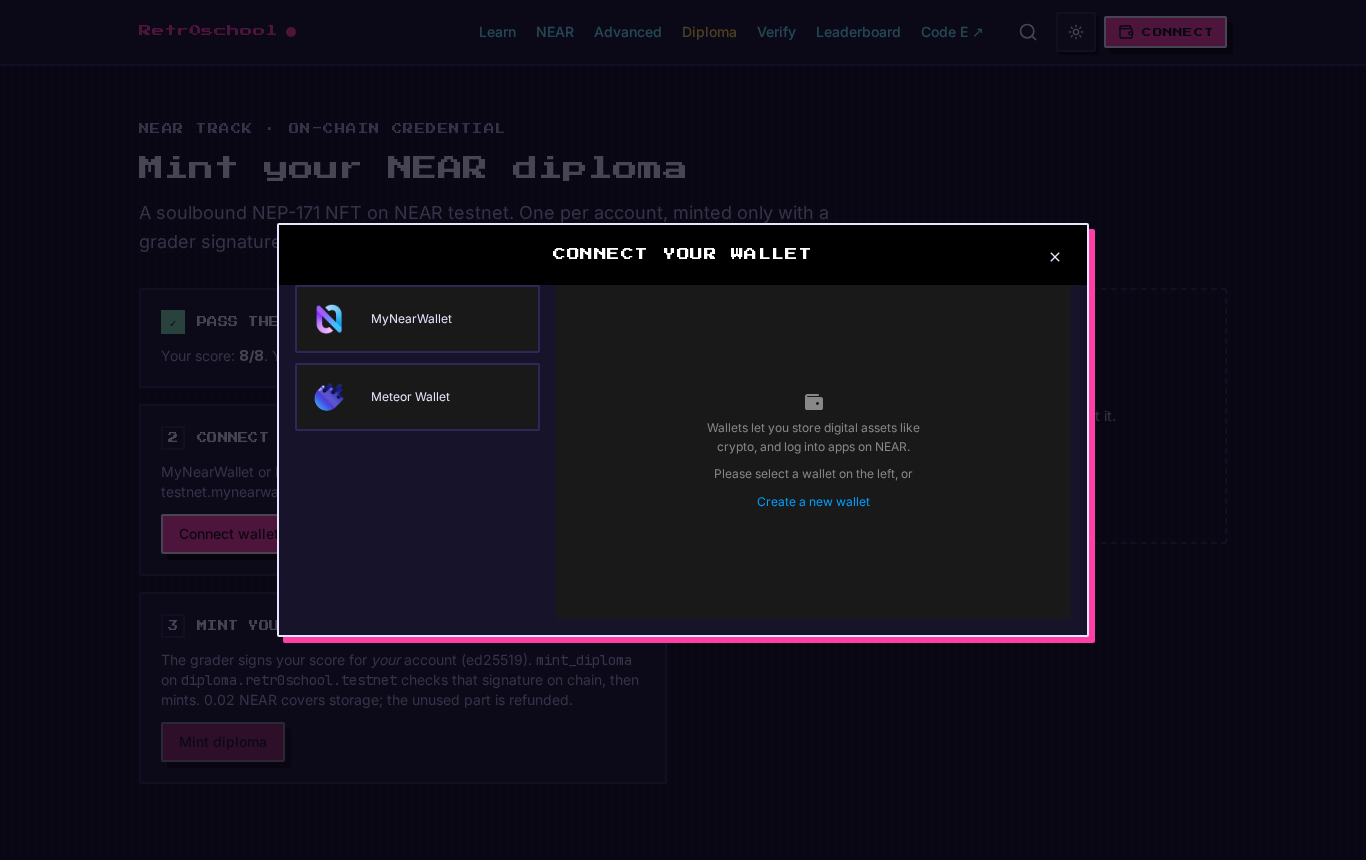 Retr0school
Learn NEAR Advanced Diploma Verify Leaderboard Code E ↗
CONNECT
NEAR TRACK · ON-CHAIN CREDENTIAL
Mint your NEAR diploma
A soulbound NEP-171 NFT on NEAR testnet. One per account, minted only with a
grader signature
CONNECT YOUR WALLET
×
MyNearWallet
Meteor Wallet
Wallets let you store digital assets like
crypto, and log into apps on NEAR.
Please select a wallet on the left, or
Create a new wallet
✓ PASS THE
Your score: 8/8.
2 CONNECT
MyNearWallet or
testnet.mynearwa
Connect wallet
t it.
3 MINT YOU
The grader signs your score for your account (ed25519). mint_diploma
on diploma.retr0school.testnet checks that signature on chain, then
mints. 0.02 NEAR covers storage; the unused part is refunded.
Mint diploma